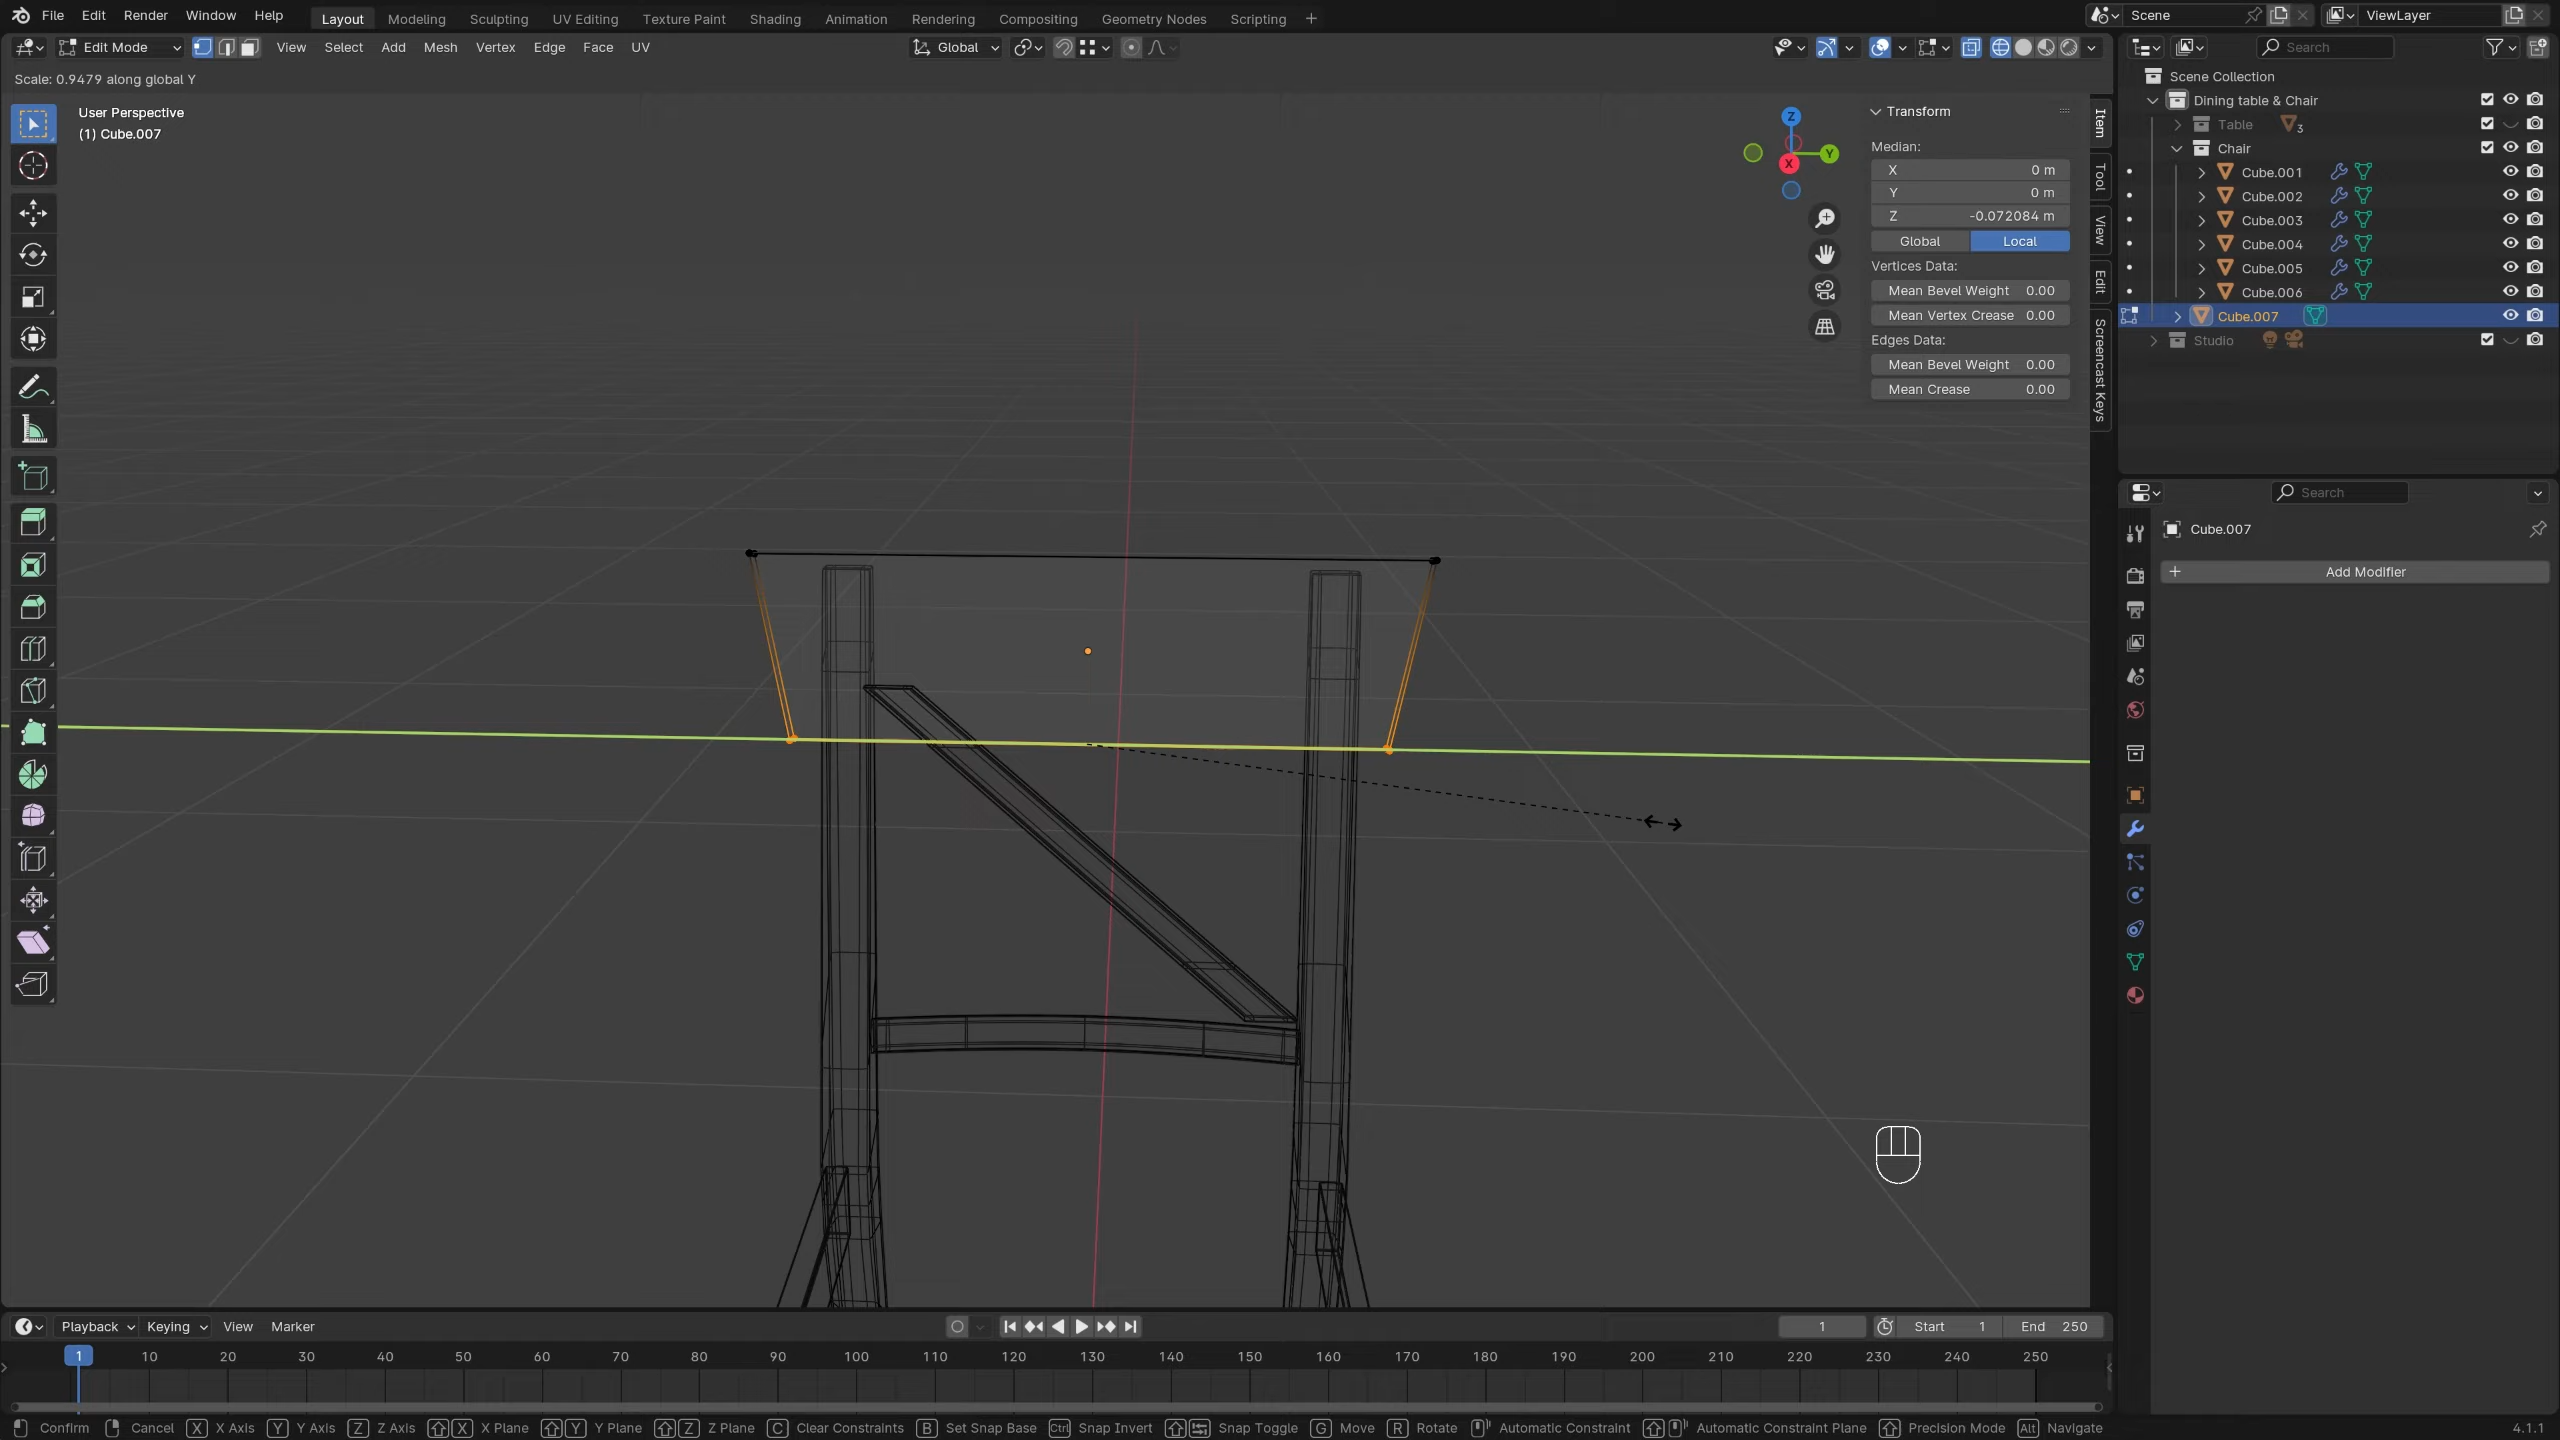 File Edit Render Window Help Layout Modeling Sculpting UV Editing Texture Paint Shading Animation Rendering Compositing Geometry Nodes Scripting + Scene ViewLayer
Edit Mode View Select Add Mesh Vertex Edge Face UV Global Search
Scale: 0.9479 along global Y
Scene Collection
User Perspective
(1) Cube.007
Z
Y
X
Transform
Median:
X 0 m
Y 0 m
Z -0.072084 m
Global Local
Vertices Data:
Mean Bevel Weight 0.00
Mean Vertex Crease 0.00
Edges Data:
Mean Bevel Weight 0.00
Mean Crease 0.00
Item
Tool
View
Edit
Screencast Keys
Dining table & Chair
Table 3
Chair
Cube.001
Cube.002
Cube.003
Cube.004
Cube.005
Cube.006
Cube.007
Studio
Search
Cube.007
+ Add Modifier
Playback Keying View Marker 1 Start 1 End 250
1 10 20 30 40 50 60 70 80 90 100 110 120 130 140 150 160 170 180 190 200 210 220 230 240 250
Confirm Cancel X X Axis Y Y Axis Z Z Axis X X Plane Y Y Plane Z Z Plane C Clear Constraints B Set Snap Base Ctrl Snap Invert Snap Toggle G Move R Rotate Automatic Constraint Automatic Constraint Plane Precision Mode Alt Navigate 4.1.1